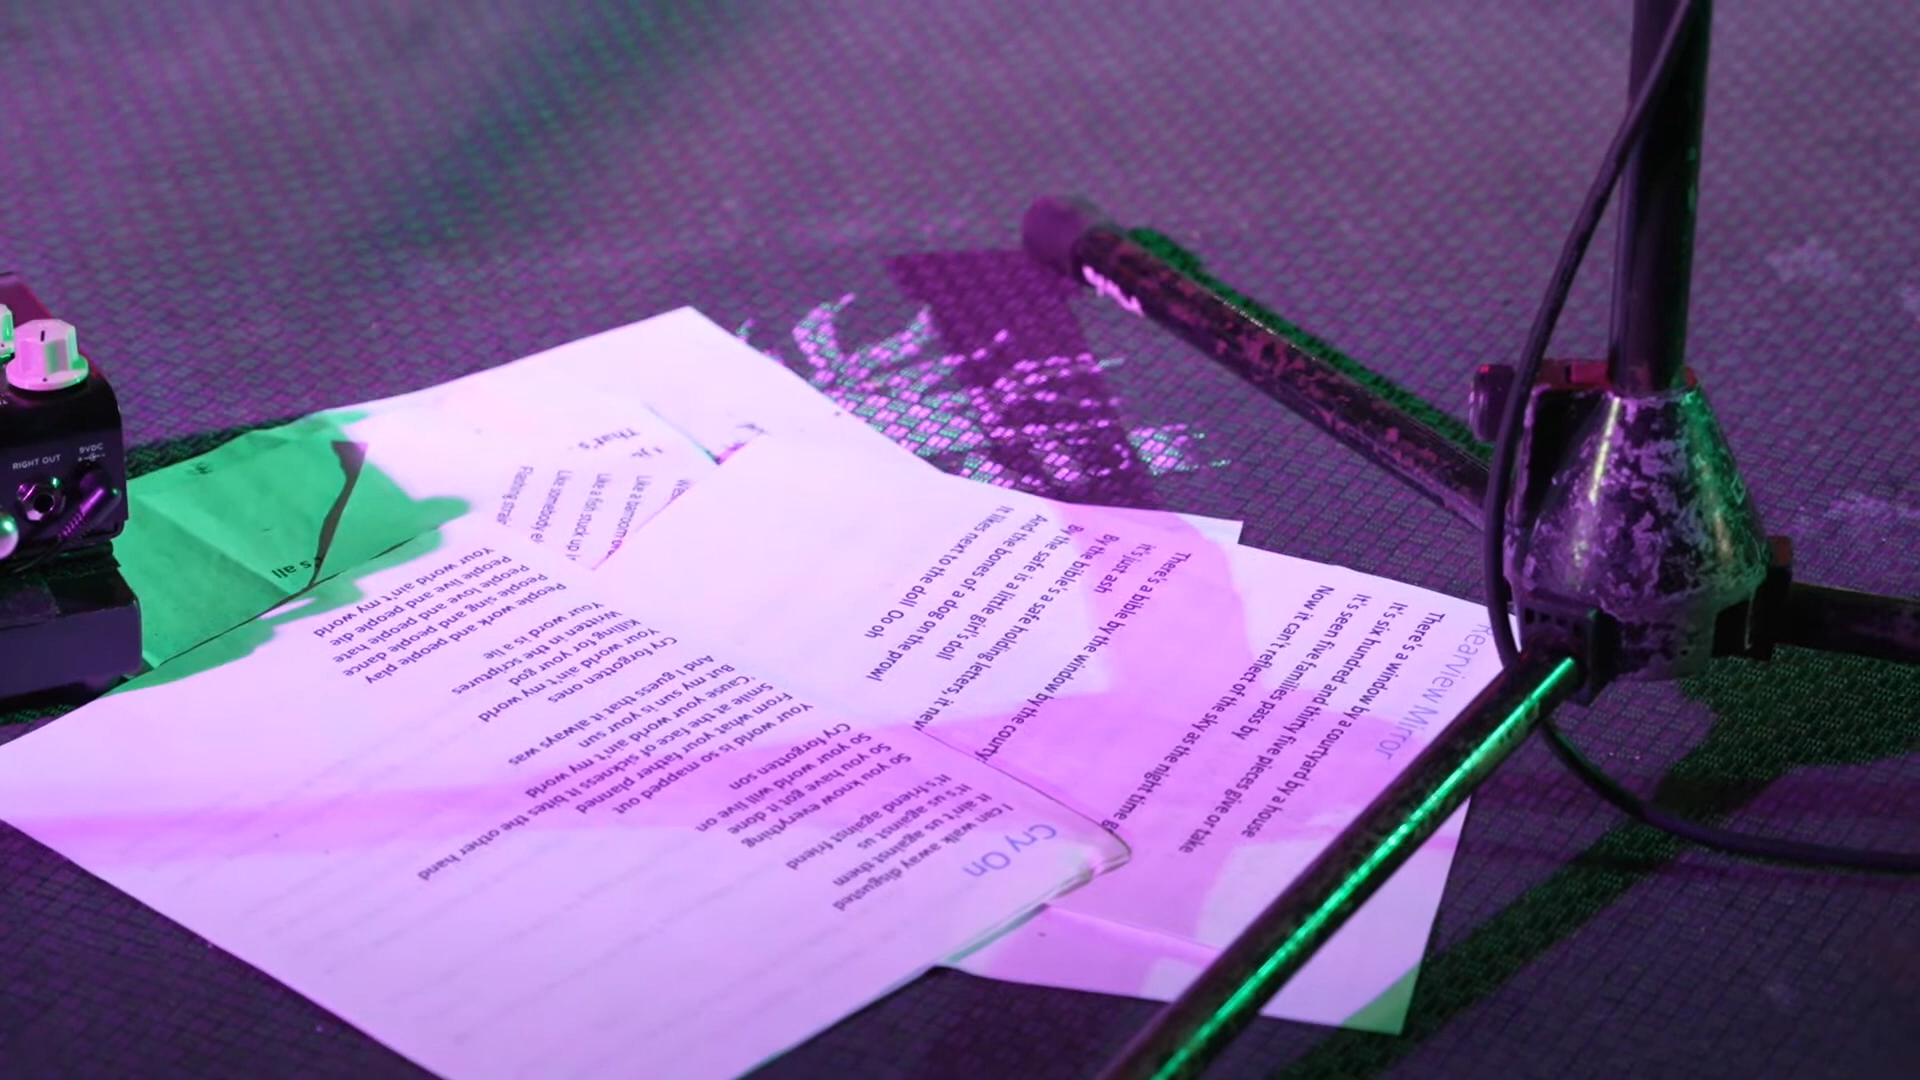 RIGHT OUT
9VDC
That's
Like a barroom
Like a fish stuck up
Like somebody
it's all
Cry On
I can walk away disgusted
It ain't us against them
It's us against us
It's friend against friend
So you know everything
So you have got it done
So your world will live on
Cry forgotten son
Your world is so mapped out
From what your father planned
Smile at the face of sickness it bites the other hand
'Cause your world ain't my world
But my sun is your sun
And I guess that it always was
Cry forgotten ones
Your world ain't my world
Killing for your god
Written in the scriptures
Your word is a lie
People work and people play
People sing and people dance
People love and people hate
People live and people die
Your world ain't my world
Rearview Mirror
There's a window by a courtyard by a house
It's six hundred and thirty five pieces give or take
It's seen five families pass by
Now it can't reflect of the sky as the night time
There's a bible by the window by the courty
It's just ash
By the bible's a safe holding letters, it nev
By the safe is a little girl's doll
And the bones of a dog on the prowl
It likes next to the doll Oooh